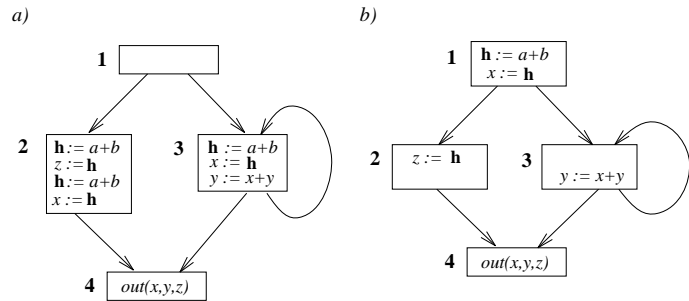 a)
1
2
h := a+b
z := h
h := a+b
x := h
3
h := a+b
x := h
y := x+y
4
out(x,y,z)
b)
1
h := a+b
x := h
2
z := h
3
y := x+y
4
out(x,y,z)